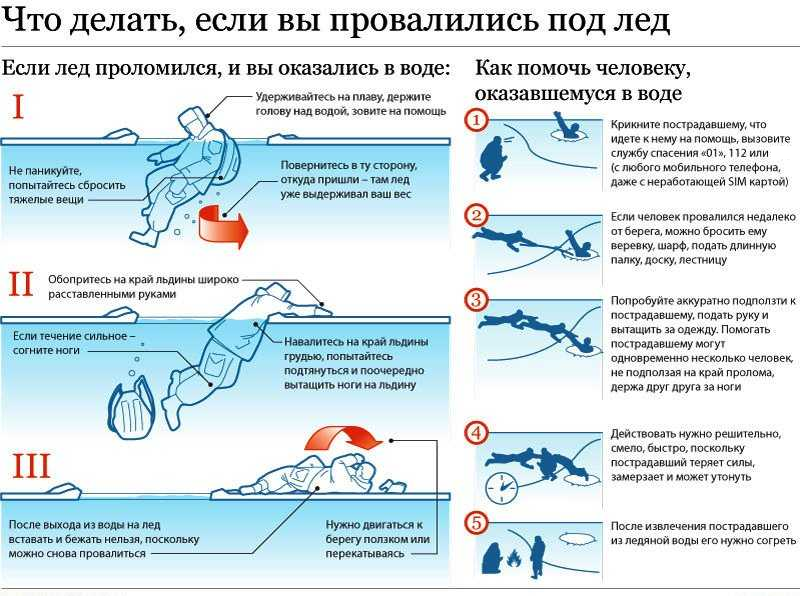 Что делать, если вы провалились под лед
Если лед проломился, и вы оказались в воде:
I
Удерживайтесь на плаву, держите
голову над водой, зовите на помощь
Не паникуйте,
попытайтесь сбросить
тяжелые вещи
Повернитесь в ту сторону,
откуда пришли – там лед
уже выдерживал ваш вес
II
Обопритесь на край льдины широко
расставленными руками
Если течение сильное –
согните ноги
Навалитесь на край льдины
грудью, попытайтесь
подтянуться и поочередно
вытащить ноги на льдину
III
После выхода из воды на лед
вставать и бежать нельзя, поскольку
можно снова провалиться
Нужно двигаться к
берегу ползком или
перекатываясь
Как помочь человеку,
оказавшемуся в воде
1
Крикните пострадавшему, что
идете к нему на помощь, вызовите
службу спасения «01», 112 или
(с любого мобильного телефона,
даже с неработающей SIM картой)
2
Если человек провалился недалеко
от берега, можно бросить ему
веревку, шарф, подать длинную
палку, доску, лестницу
3
Попробуйте аккуратно подползти к
пострадавшему, подать руку и
вытащить за одежду. Помогать
пострадавшему могут
одновременно несколько человек,
не подползая на край пролома,
держа друг друга за ноги
4
Действовать нужно решительно,
смело, быстро, поскольку
пострадавший теряет силы,
замерзает и может утонуть
5
После извлечения пострадавшего
из ледяной воды его нужно согреть